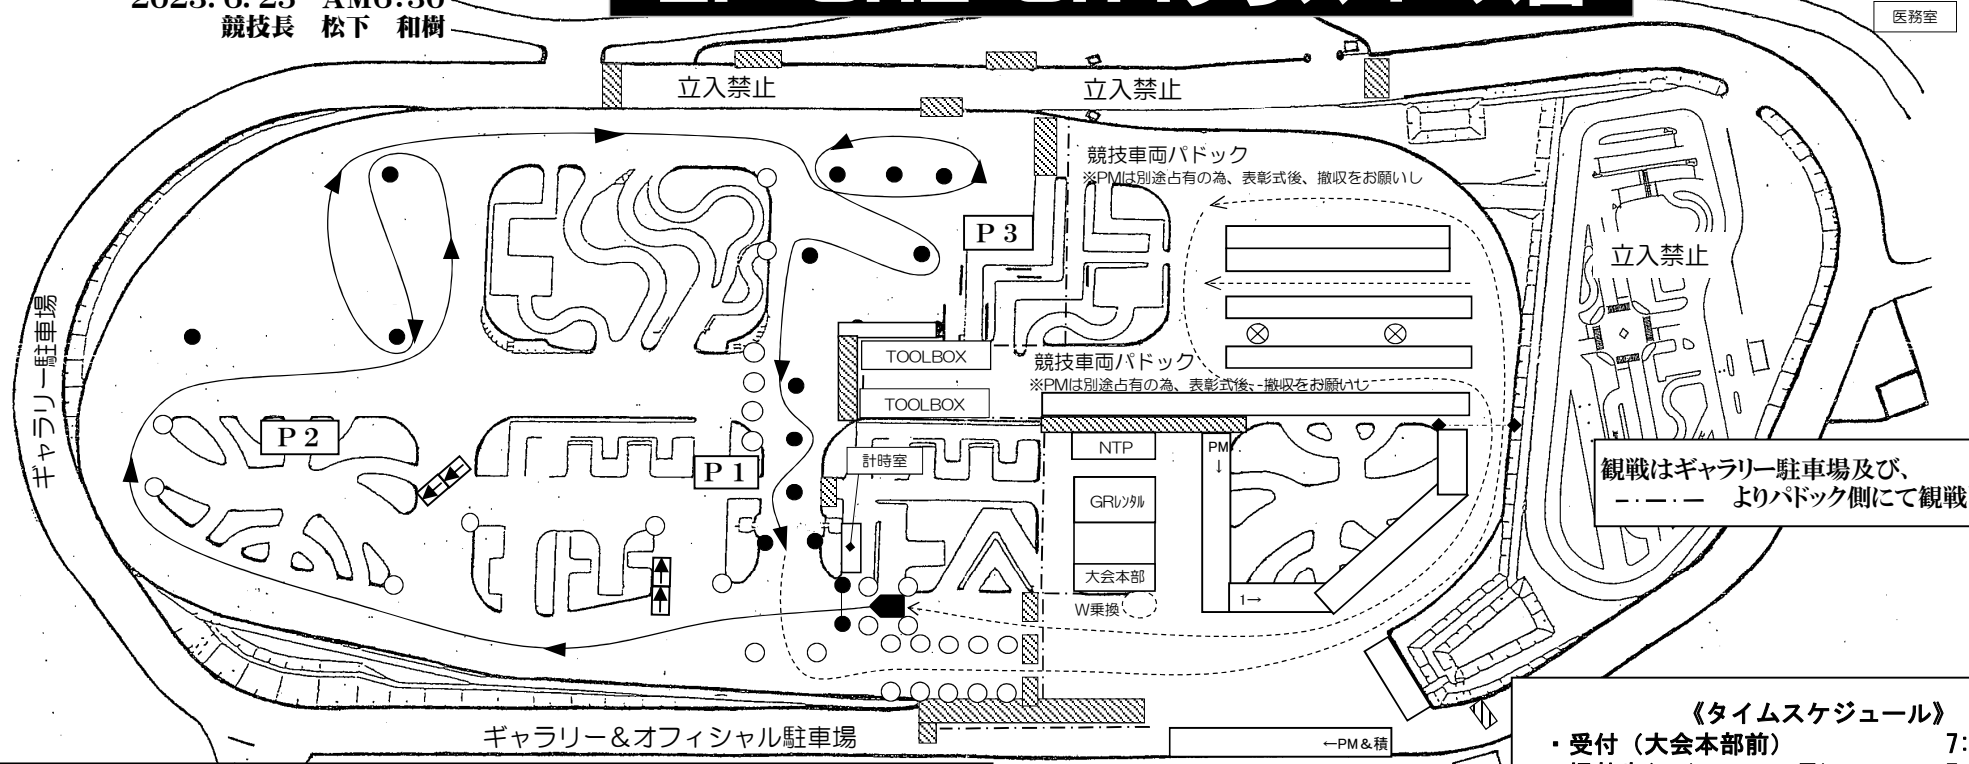 2023.6.25 AM6:30
競技長 松下 和樹
医務室
立入禁止
立入禁止
競技車両パドック
※PMは別途占有の為、表彰式後、撤収をお願いし
P 3
立入禁止
ギャラリー駐車場
TOOLBOX
競技車両パドック
※PMは別途占有の為、表彰式後、撤収をお願いし
TOOLBOX
P 2
P 1
計時室
NTP
PM
↓
観戦はギャラリー駐車場及び、
－・－・－ よりパドック側にて観戦
GRレンタル
大会本部
W乗換
1→
ギャラリー＆オフィシャル駐車場
←PM＆積
《タイムスケジュール》
・受付（大会本部前） 7: